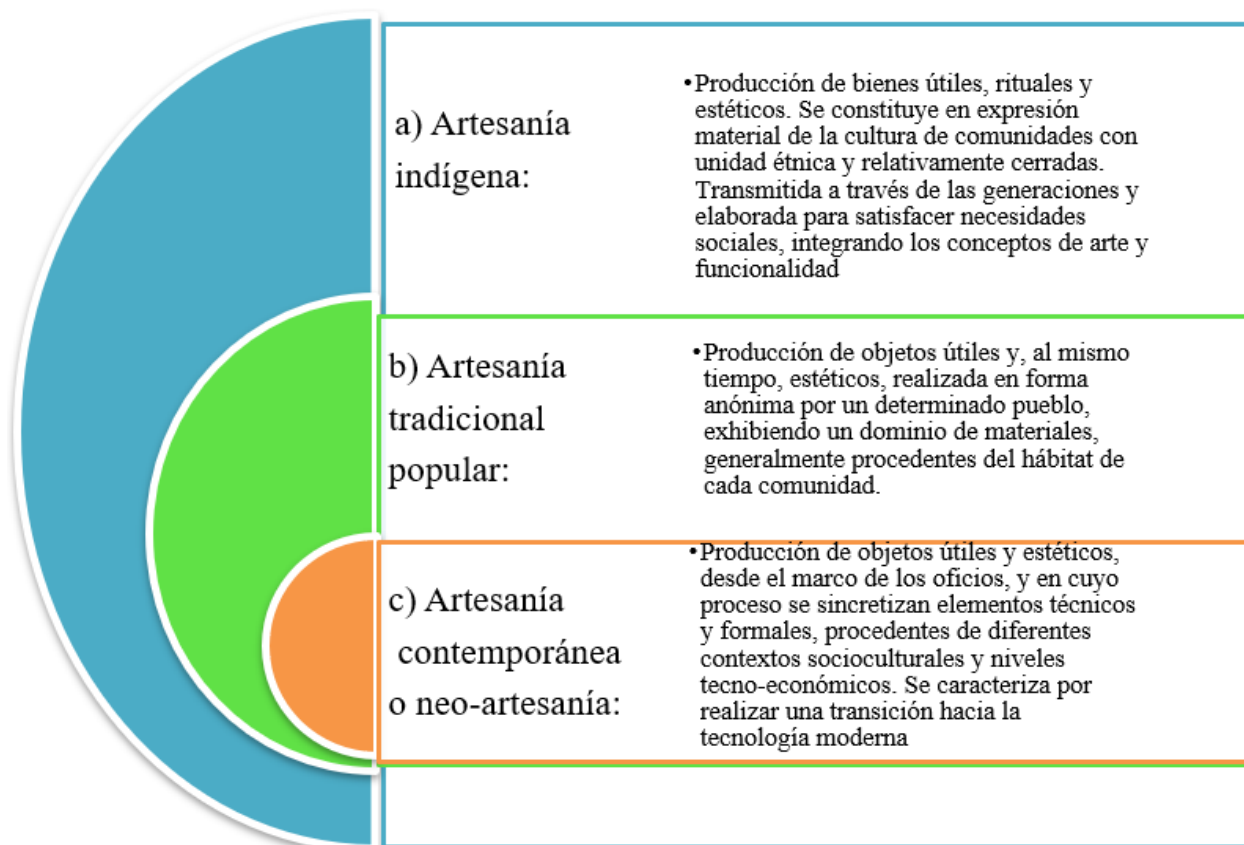 a) Artesanía
indígena:
•Producción de bienes útiles, rituales y
estéticos. Se constituye en expresión
material de la cultura de comunidades con
unidad étnica y relativamente cerradas.
Transmitida a través de las generaciones y
elaborada para satisfacer necesidades
sociales, integrando los conceptos de arte y
funcionalidad
b) Artesanía
tradicional
popular:
•Producción de objetos útiles y, al mismo
tiempo, estéticos, realizada en forma
anónima por un determinado pueblo,
exhibiendo un dominio de materiales,
generalmente procedentes del hábitat de
cada comunidad.
c) Artesanía
contemporánea
o neo-artesanía:
•Producción de objetos útiles y estéticos,
desde el marco de los oficios, y en cuyo
proceso se sincretizan elementos técnicos
y formales, procedentes de diferentes
contextos socioculturales y niveles
tecno-económicos. Se caracteriza por
realizar una transición hacia la
tecnología moderna